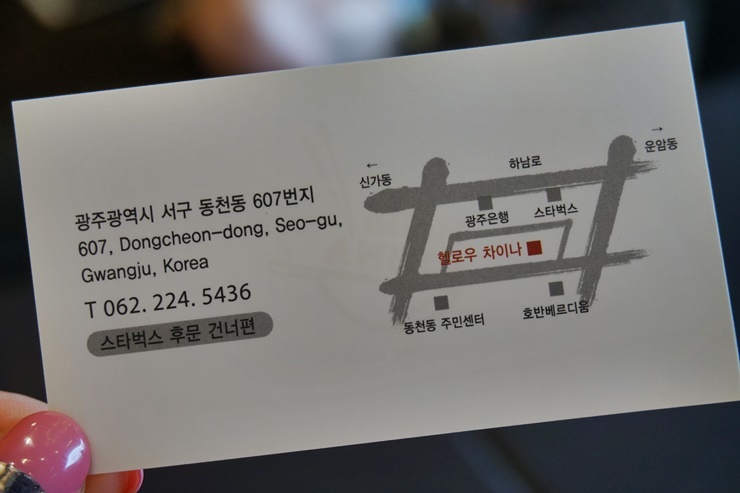 광주광역시 서구 동천동 607번지
607, Dongcheon-dong, Seo-gu,
Gwangju, Korea
T 062. 224. 5436
스타벅스 후문 건너편
←
신가동
하남로
→
운암동
광주은행
스타벅스
헬로우 차이나
동천동 주민센터
호반베르디움